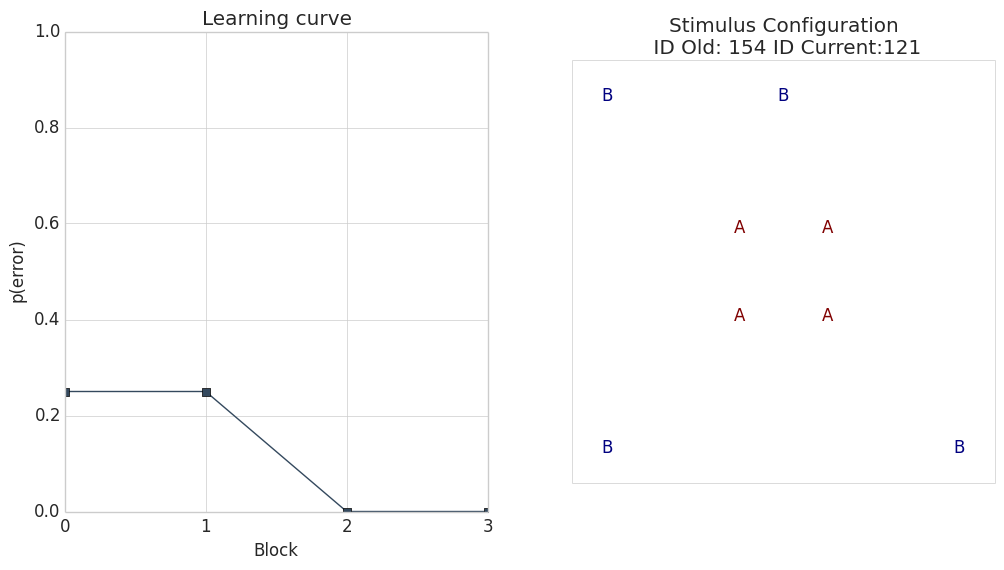 Learning curve
1.0
0.8
0.6
0.4
0.2
0.0
p(error)
0 1 2 3
Block
Stimulus Configuration
ID Old: 154 ID Current:121
B B
A A
A A
B B